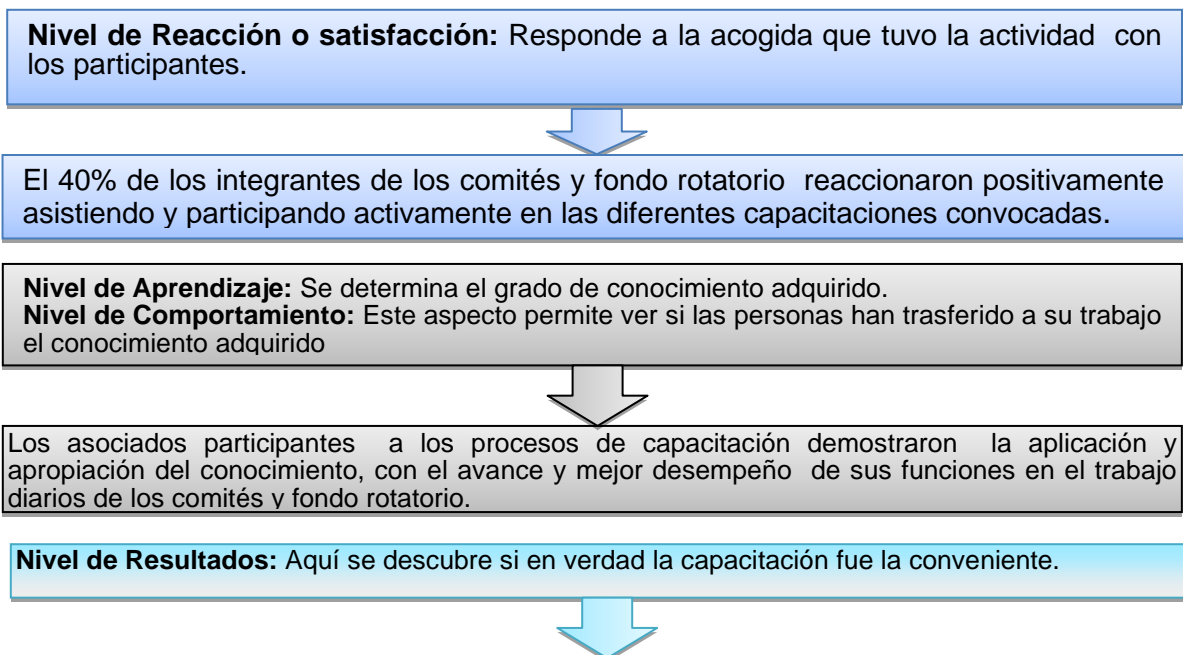 Nivel de Reacción o satisfacción: Responde a la acogida que tuvo la actividad con
los participantes.
El 40% de los integrantes de los comités y fondo rotatorio reaccionaron positivamente
asistiendo y participando activamente en las diferentes capacitaciones convocadas.
Nivel de Aprendizaje: Se determina el grado de conocimiento adquirido.
Nivel de Comportamiento: Este aspecto permite ver si las personas han trasferido a su trabajo
el conocimiento adquirido
Los asociados participantes a los procesos de capacitación demostraron la aplicación y
apropiación del conocimiento, con el avance y mejor desempeño de sus funciones en el trabajo
diarios de los comités y fondo rotatorio.
Nivel de Resultados: Aquí se descubre si en verdad la capacitación fue la conveniente.